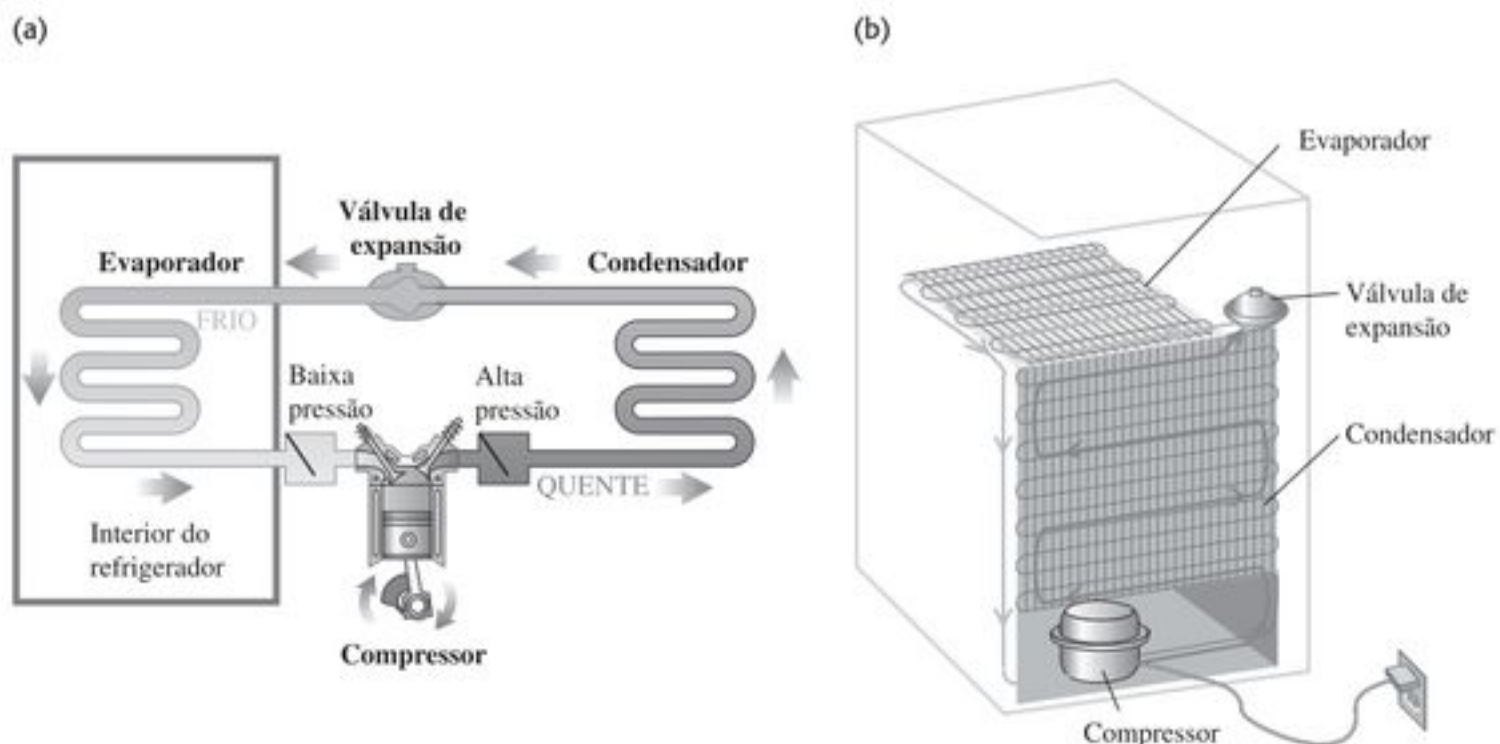 (a)
Válvula de
expansão
Evaporador
Condensador
FRIO
Baixa
pressão
Alta
pressão
QUENTE
Interior do
refrigerador
Compressor
(b)
Evaporador
Válvula de
expansão
Condensador
Compressor